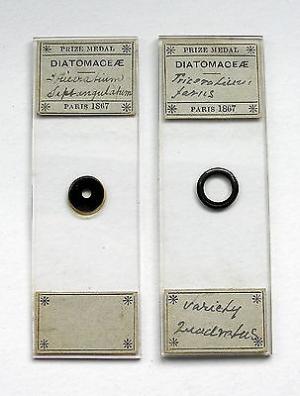 PRIZE MEDAL
DIATOMACEÆ
Triceratium
Septangulatum
PARIS 1867
PRIZE MEDAL
DIATOMACEÆ
Triceratium
favus
PARIS 1867
variety
Quadratus